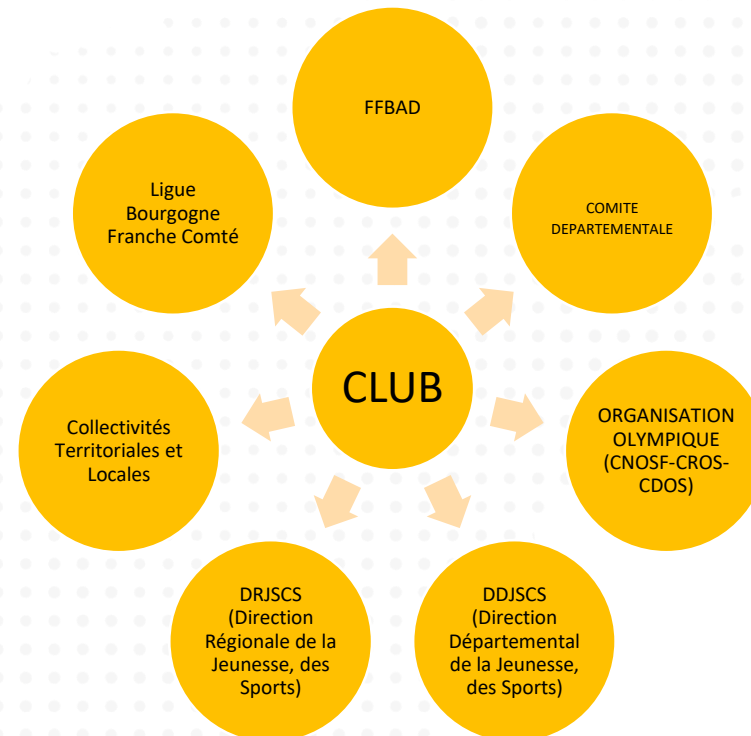 FFBAD
Ligue
Bourgogne
Franche Comté
COMITE
DEPARTEMENTALE
CLUB
Collectivités
Territoriales et
Locales
ORGANISATION
OLYMPIQUE
(CNOSF-CROS-
CDOS)
DRJSCS
(Direction
Régionale de la
Jeunesse, des
Sports)
DDJSCS
(Direction
Départemental
de la Jeunesse,
des Sports)